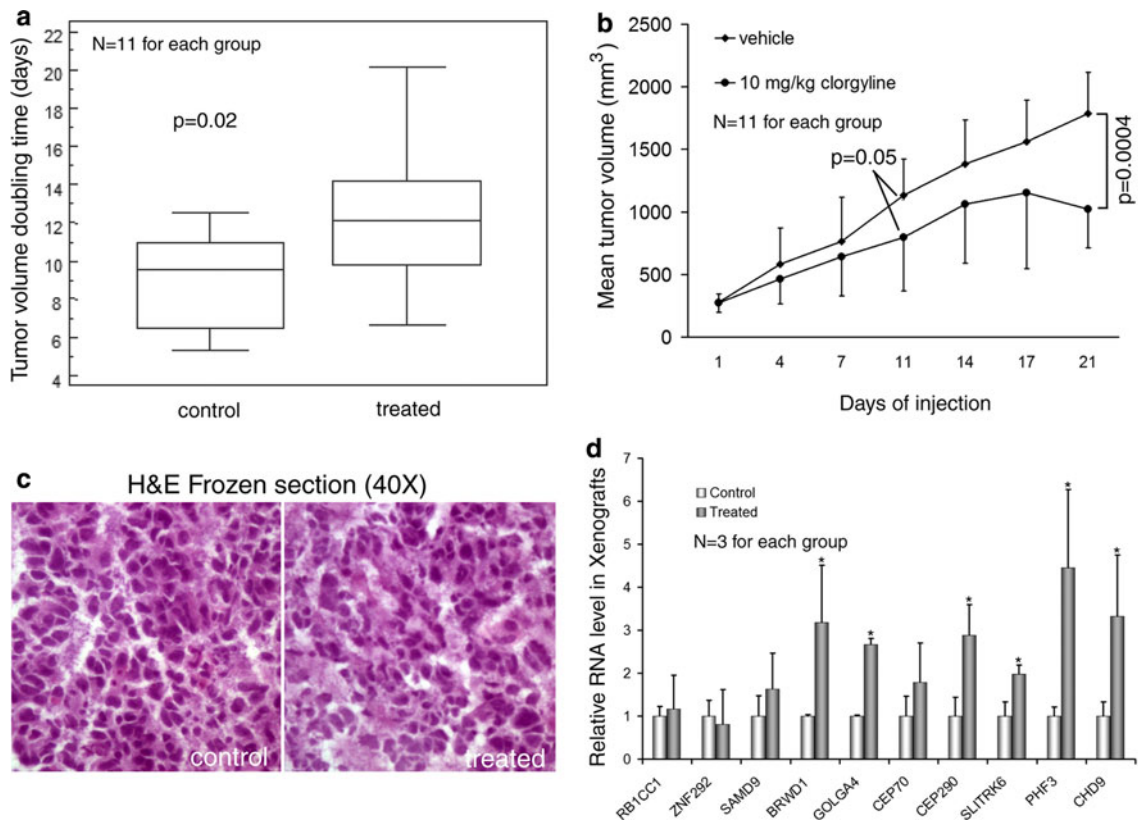 a
N=11 for each group
p=0.02
Tumor volume doubling time (days)
22
20
18
16
14
12
10
8
6
4
control
treated
b
vehicle
10 mg/kg clorgyline
N=11 for each group
p=0.05
p=0.0004
Mean tumor volume (mm3)
2500
2000
1500
1000
500
0
1 4 7 11 14 17 21
Days of injection
c
H&E Frozen section (40X)
control
treated
d
Control
Treated
N=3 for each group
Relative RNA level in Xenografts
7
6
5
4
3
2
1
0
* * * * * *
RB1CC1
ZNF292
SAMD9
BRWD1
GOLGA4
CEP70
CEP290
SLITRK6
PHF3
CHD9